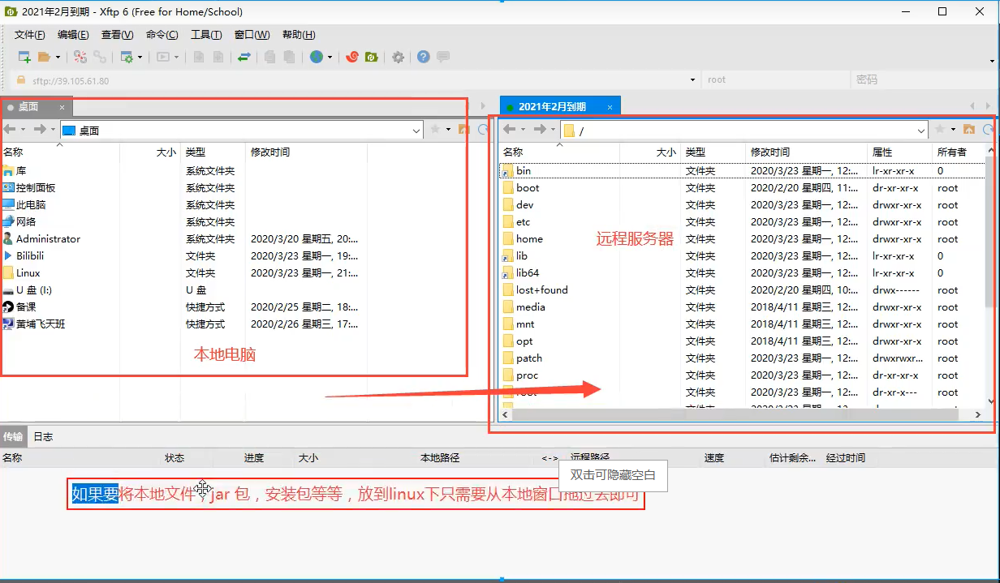 2021年2月到期 - Xftp 6 (Free for Home/School)
文件(F) 编辑(E) 查看(V) 命令(C) 工具(T) 窗口(W) 帮助(H)
sftp://39.105.61.80 root 密码
桌面 × 2021年2月到期 ×
桌面 /
名称 大小 类型 修改时间
库 系统文件夹
控制面板 系统文件夹
此电脑 系统文件夹
网络 系统文件夹
Administrator 系统文件夹 2020/3/20 星期五, 20:...
Bilibili 文件夹 2020/3/23 星期一, 19:...
Linux 文件夹 2020/3/23 星期一, 21:...
U 盘 (I:) U 盘
备课 快捷方式 2020/2/25 星期二, 18:...
黄埔飞天班 快捷方式 2020/2/26 星期三, 17:...
本地电脑
名称 大小 类型 修改时间 属性 所有者
bin 文件夹 2020/3/23 星期一, 12:... lr-xr-xr-x 0
boot 文件夹 2020/2/20 星期四, 11:... dr-xr-xr-x root
dev 文件夹 2020/3/23 星期一, 12:... drwxr-xr-x root
etc 文件夹 2020/3/23 星期一, 12:... drwxr-xr-x root
home 文件夹 2020/3/23 星期一, 12:... drwxr-xr-x root
远程服务器
lib 文件夹 2020/3/23 星期一, 12:... lr-xr-xr-x 0
lib64 文件夹 2020/3/23 星期一, 12:... lr-xr-xr-x 0
lost+found 文件夹 2020/2/20 星期四, 10:... drwx------ root
media 文件夹 2018/4/11 星期三, 12:... drwxr-xr-x root
mnt 文件夹 2018/4/11 星期三, 12:... drwxr-xr-x root
opt 文件夹 2018/4/11 星期三, 12:... drwxr-xr-x root
patch 文件夹 2020/3/23 星期一, 12:... drwxrwxr... root
proc 文件夹 2020/3/23 星期一, 12:... dr-xr-xr-x root
root 文件夹 2020/3/23 星期一, 12:... dr-xr-x--- root
传输 日志
名称 状态 进度 大小 本地路径 <-> 远程路径 速度 估计剩余... 经过时间
双击可隐藏空白
如果要将本地文件，jar 包，安装包等等，放到linux下只需要从本地窗口拖过去即可